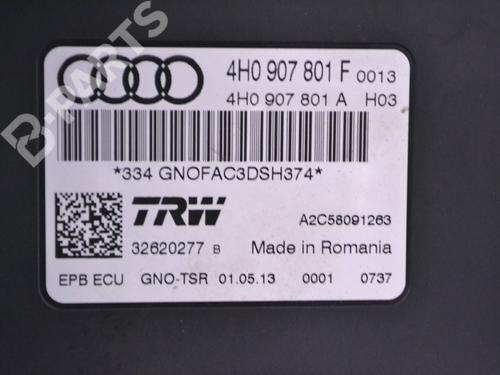 4H0 907 801 F 0013
4H0 907 801 A H03
*334 GNOFAC3DSH374*
TRW
A2C58091263
32620277 B
Made in Romania
EPB ECU GNO-TSR 01.05.13 0001 0737
B-PARTS